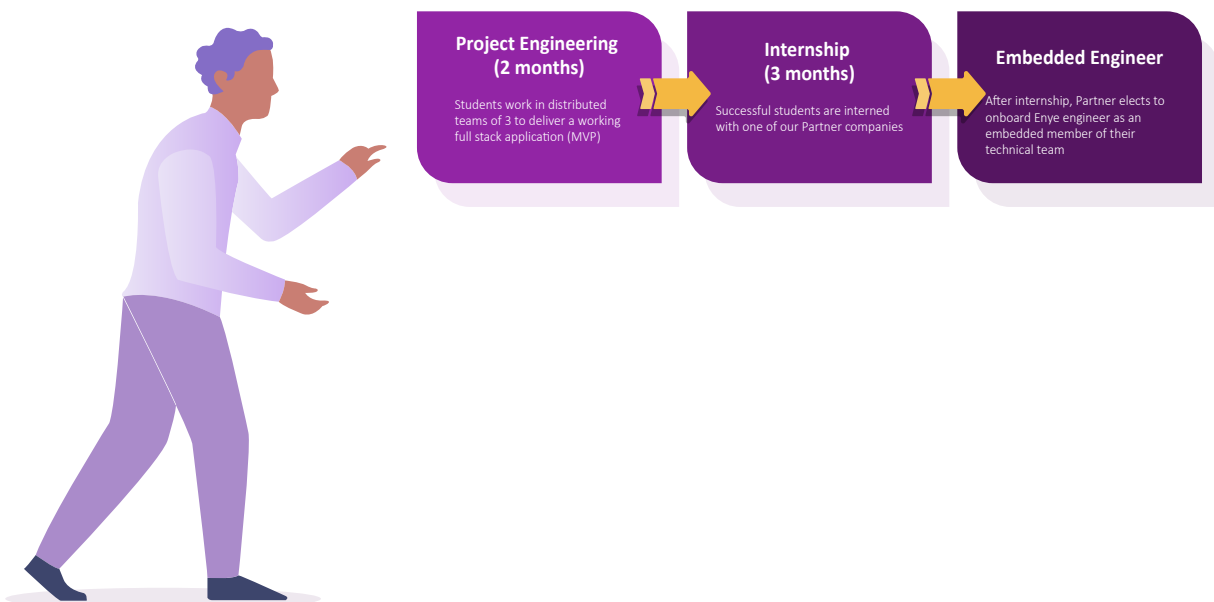 Project Engineering
(2 months)
Students work in distributed
teams of 3 to deliver a working
full stack application (MVP)
Internship
(3 months)
Successful students are interned
with one of our Partner companies
Embedded Engineer
After internship, Partner elects to
onboard Enye engineer as an
embedded member of their
technical team